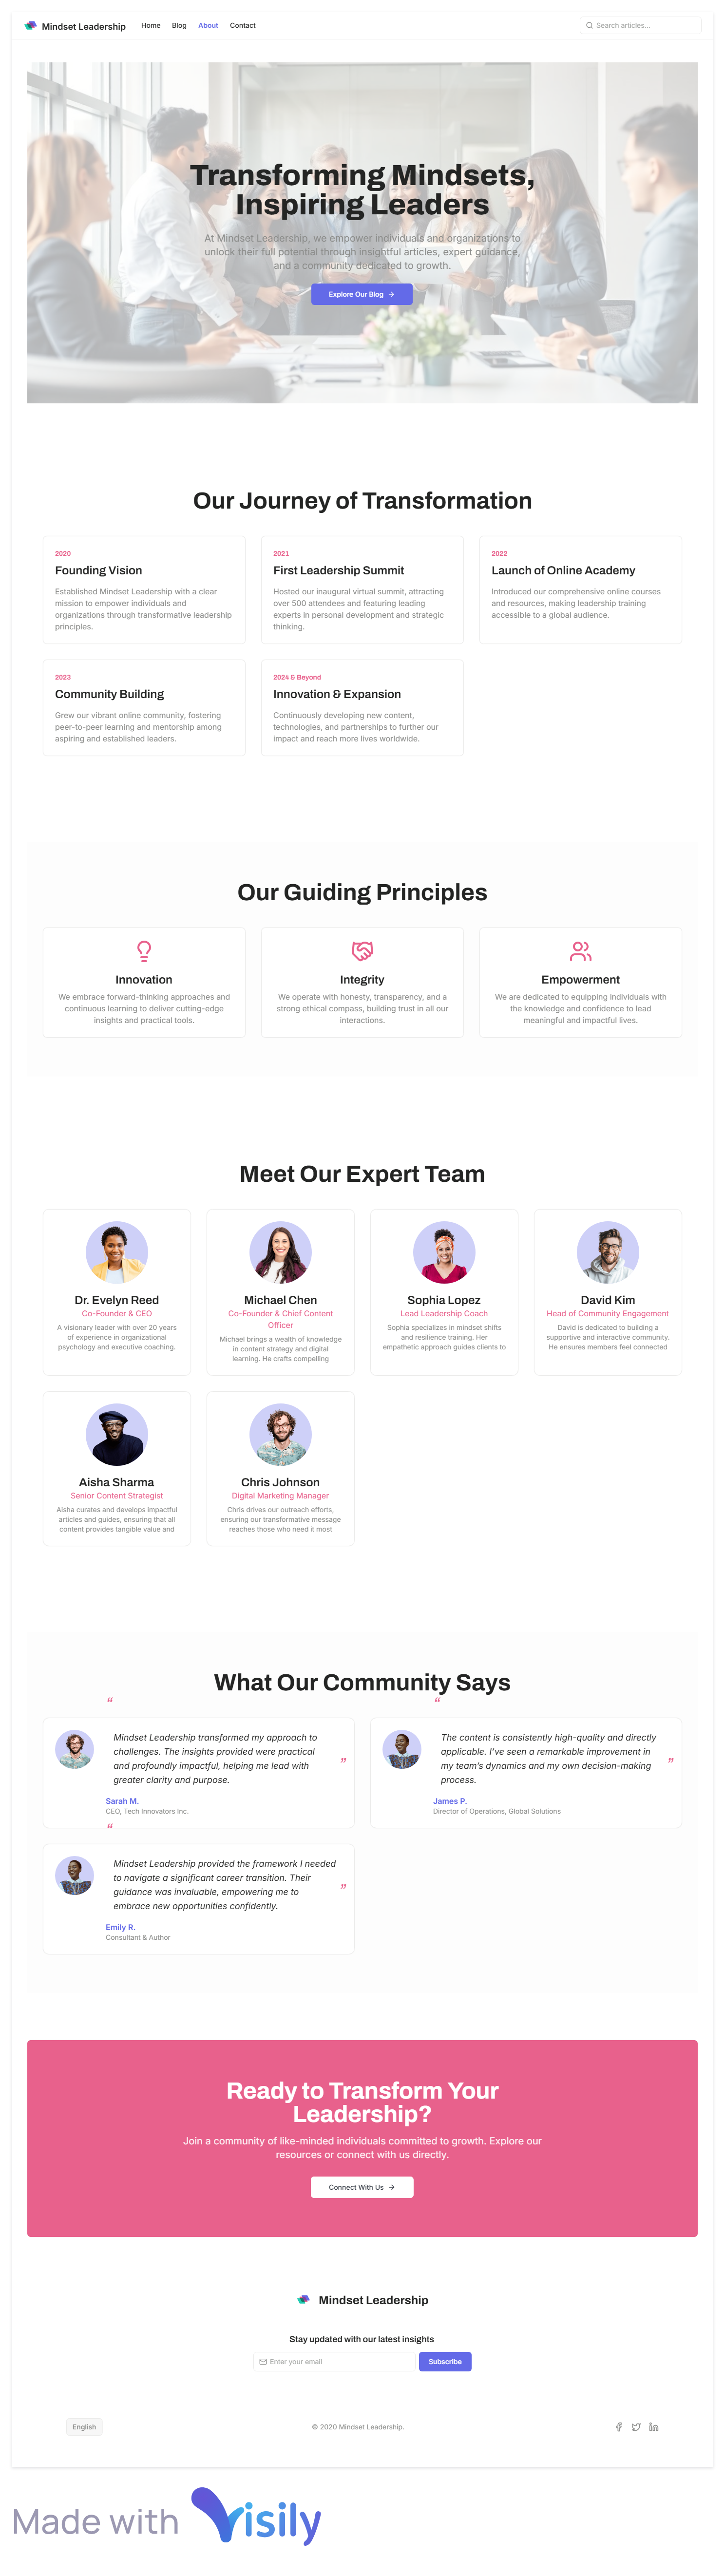 Mindset Leadership
Home
Blog
About
Contact
Search articles...
Transforming Mindsets,
Inspiring Leaders
At Mindset Leadership, we empower individuals and organizations to
unlock their full potential through insightful articles, expert guidance,
and a community dedicated to growth.
Explore Our Blog
Our Journey of Transformation
2020
Founding Vision
Established Mindset Leadership with a clear
mission to empower individuals and
organizations through transformative leadership
principles.
2021
First Leadership Summit
Hosted our inaugural virtual summit, attracting
over 500 attendees and featuring leading
experts in personal development and strategic
thinking.
2022
Launch of Online Academy
Introduced our comprehensive online courses
and resources, making leadership training
accessible to a global audience.
2023
Community Building
Grew our vibrant online community, fostering
peer-to-peer learning and mentorship among
aspiring and established leaders.
2024 & Beyond
Innovation & Expansion
Continuously developing new content,
technologies, and partnerships to further our
impact and reach more lives worldwide.
Our Guiding Principles
Innovation
We embrace forward-thinking approaches and
continuous learning to deliver cutting-edge
insights and practical tools.
Integrity
We operate with honesty, transparency, and a
strong ethical compass, building trust in all our
interactions.
Empowerment
We are dedicated to equipping individuals with
the knowledge and confidence to lead
meaningful and impactful lives.
Meet Our Expert Team
Dr. Evelyn Reed
Co-Founder & CEO
A visionary leader with over 20 years
of experience in organizational
psychology and executive coaching.
Michael Chen
Co-Founder & Chief Content
Officer
Michael brings a wealth of knowledge
in content strategy and digital
learning. He crafts compelling
Sophia Lopez
Lead Leadership Coach
Sophia specializes in mindset shifts
and resilience training. Her
empathetic approach guides clients to
David Kim
Head of Community Engagement
David is dedicated to building a
supportive and interactive community.
He ensures members feel connected
Aisha Sharma
Senior Content Strategist
Aisha curates and develops impactful
articles and guides, ensuring that all
content provides tangible value and
Chris Johnson
Digital Marketing Manager
Chris drives our outreach efforts,
ensuring our transformative message
reaches those who need it most
What Our Community Says
“
Mindset Leadership transformed my approach to
challenges. The insights provided were practical
and profoundly impactful, helping me lead with
greater clarity and purpose.
”
Sarah M.
CEO, Tech Innovators Inc.
“
The content is consistently high-quality and directly
applicable. I've seen a remarkable improvement in
my team's dynamics and my own decision-making
process.
”
James P.
Director of Operations, Global Solutions
“
Mindset Leadership provided the framework I needed
to navigate a significant career transition. Their
guidance was invaluable, empowering me to
embrace new opportunities confidently.
”
Emily R.
Consultant & Author
Ready to Transform Your
Leadership?
Join a community of like-minded individuals committed to growth. Explore our
resources or connect with us directly.
Connect With Us
Mindset Leadership
Stay updated with our latest insights
Enter your email
Subscribe
English
© 2020 Mindset Leadership.
Made with Visily